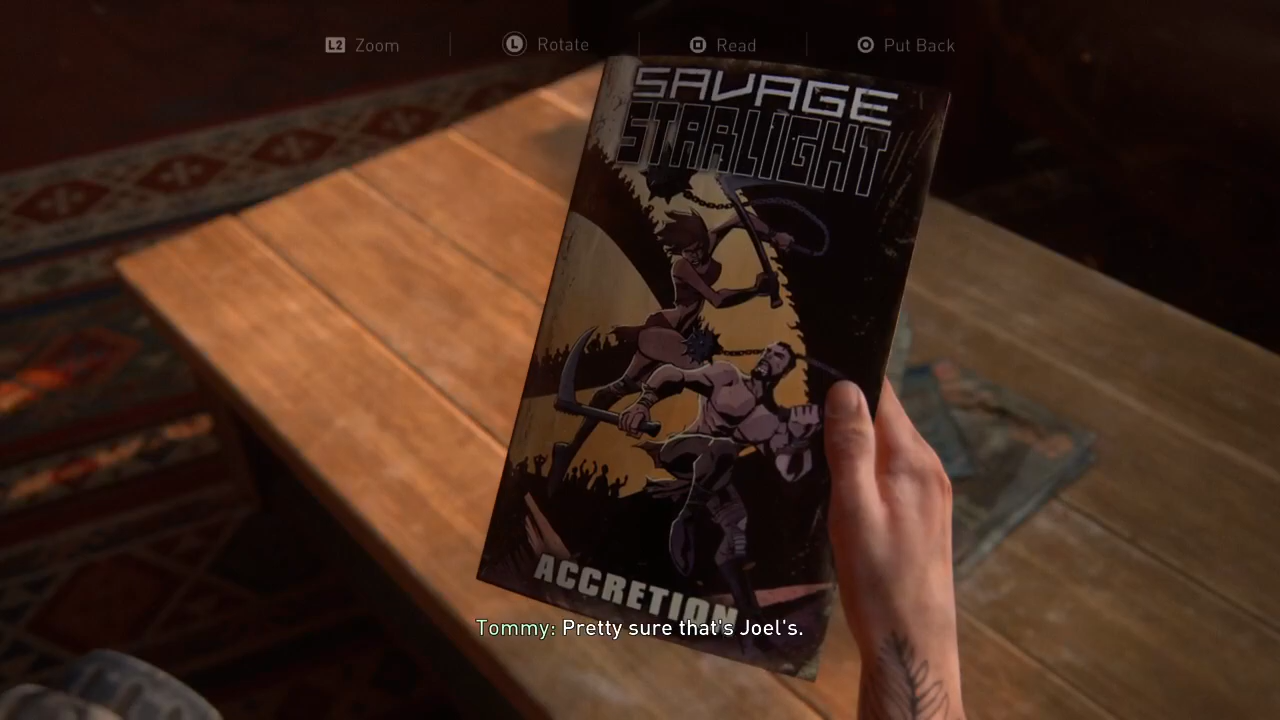 L2 Zoom L Rotate Read Put Back
SAVAGE
STARLIGHT
ACCRETION
Tommy: Pretty sure that's Joel's.